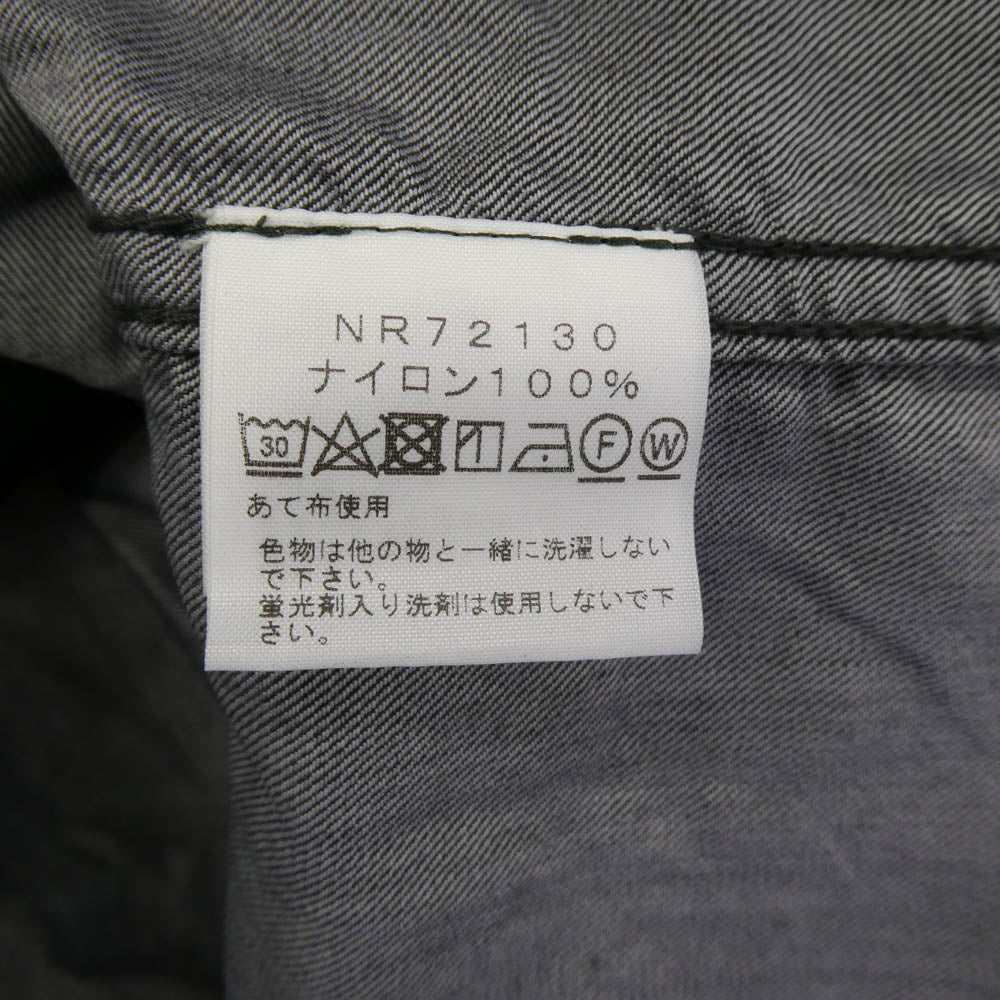 NR72130
ナイロン100%
30 F W
あて布使用
色物は他の物と一緒に洗濯しない
で下さい。
蛍光剤入り洗剤は使用しないで下
さい。